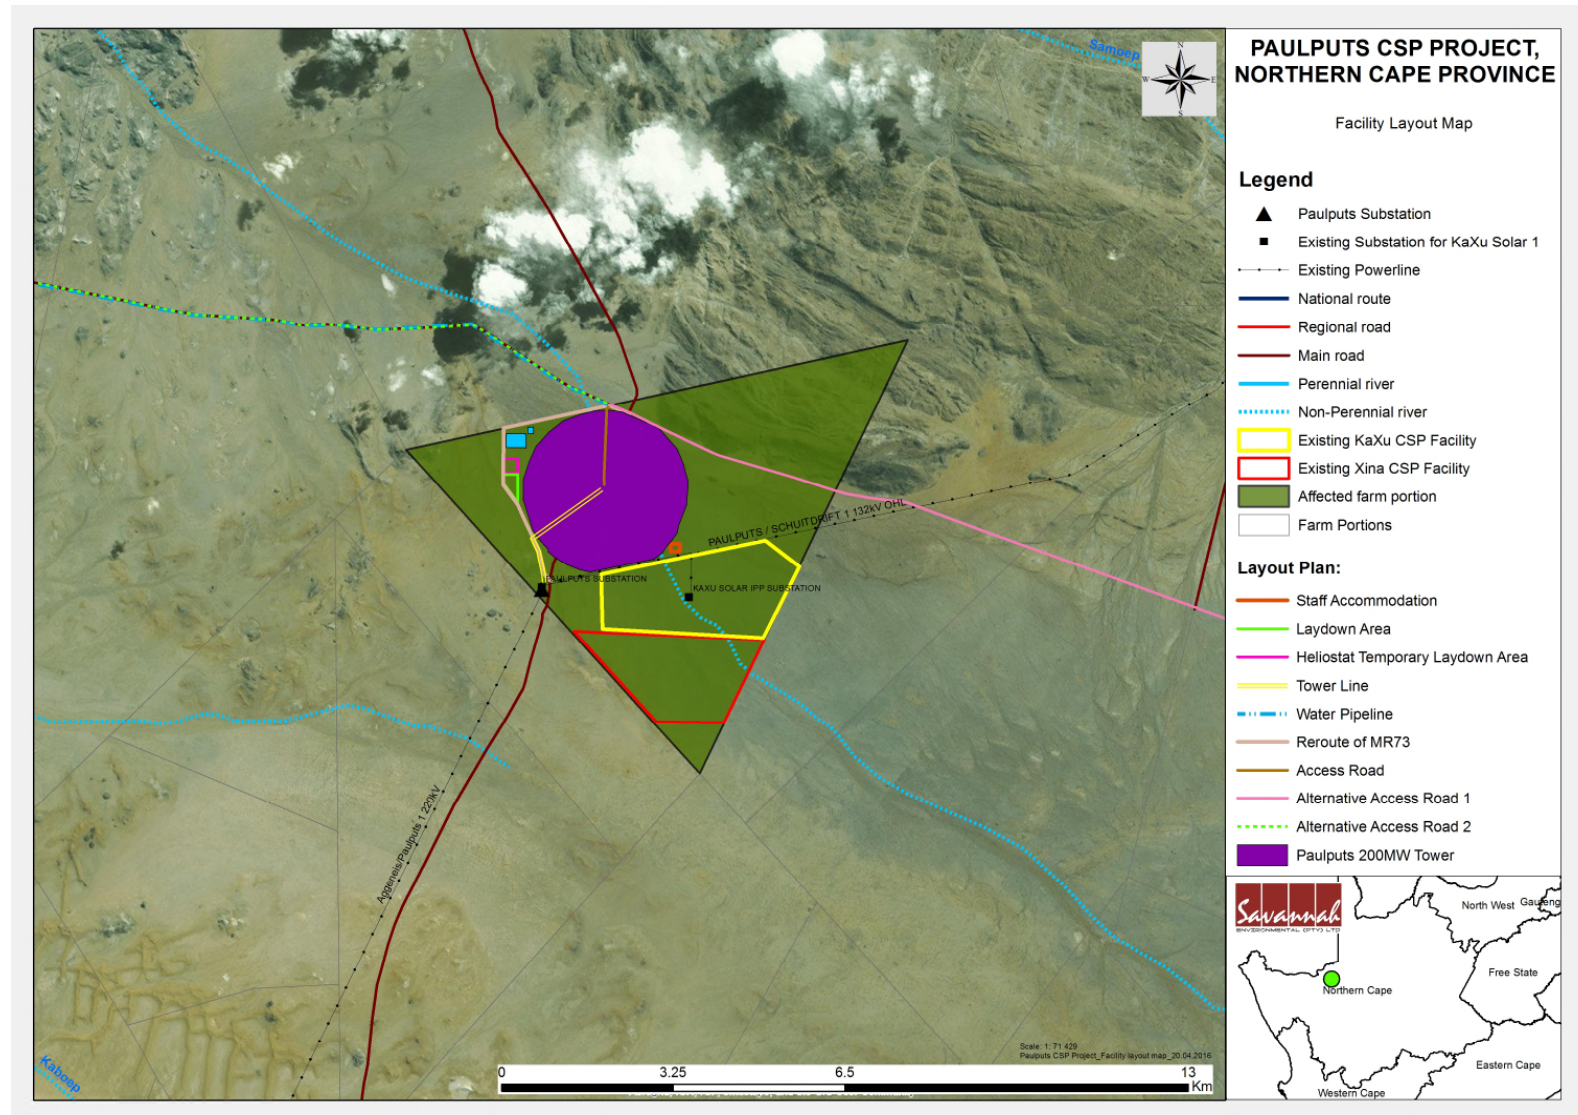 PAULPUTS CSP PROJECT,
NORTHERN CAPE PROVINCE
Facility Layout Map
Legend
Paulputs Substation
Existing Substation for KaXu Solar 1
Existing Powerline
National route
Regional road
Main road
Perennial river
Non-Perennial river
Existing KaXu CSP Facility
Existing Xina CSP Facility
Affected farm portion
Farm Portions
Layout Plan:
Staff Accommodation
Laydown Area
Heliostat Temporary Laydown Area
Tower Line
Water Pipeline
Reroute of MR73
Access Road
Alternative Access Road 1
Alternative Access Road 2
Paulputs 200MW Tower
Samoep
N
W
E
S
PAULPUTS / SCHUITDRIFT 1 132kV OHL
PAULPUTS SUBSTATION
KAXU SOLAR IPP SUBSTATION
Aggeneis/Paulputs 1 220kV
Kaboep
Scale: 1: 71 429
Paulputs CSP Project_Facility layout map_20.04.2016
0
3.25
6.5
13
Km
Savannah
ENVIRONMENTAL (PTY) LTD
North West
Gauteng
Free State
Northern Cape
Eastern Cape
Western Cape